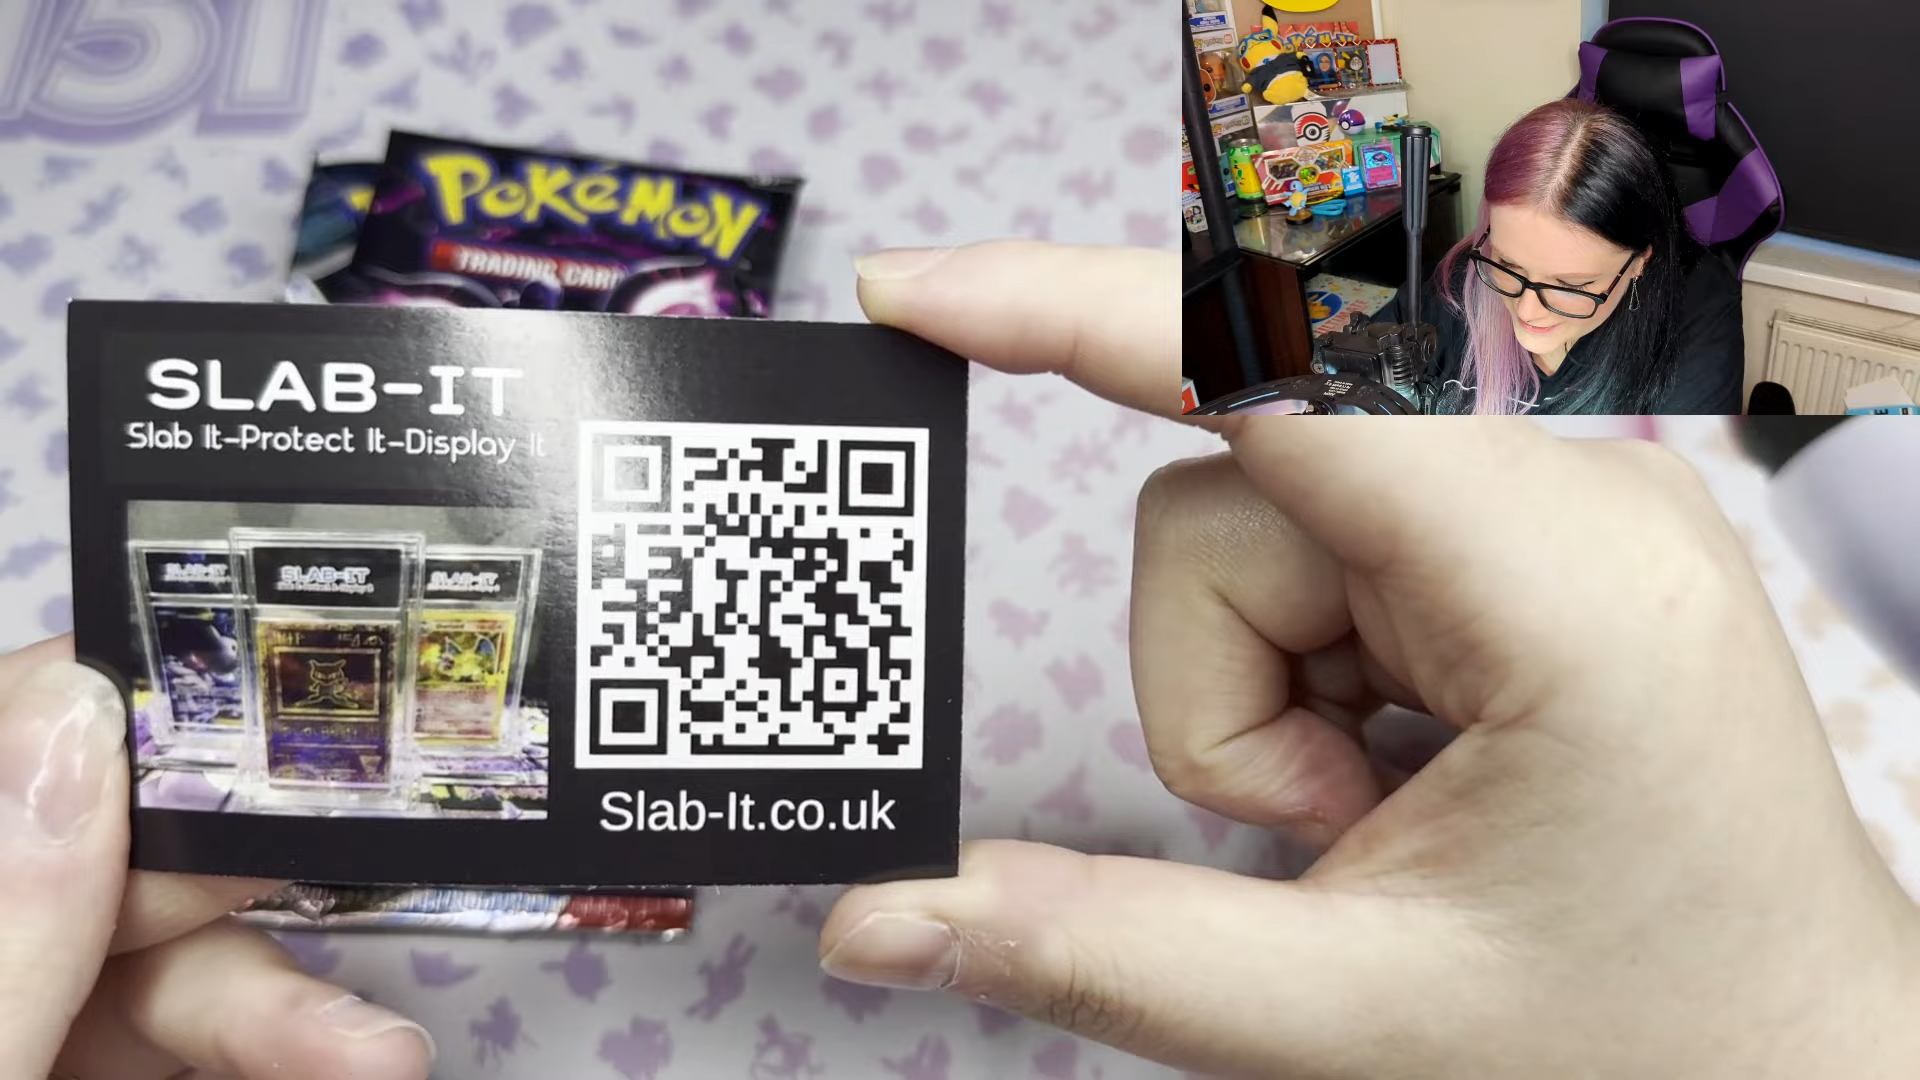 151
POKéMON
TRADING CARD
SLAB-IT
Slab It-Protect It-Display It
SLAB-IT
SLAB-IT
SLAB-IT
Slab-It.co.uk